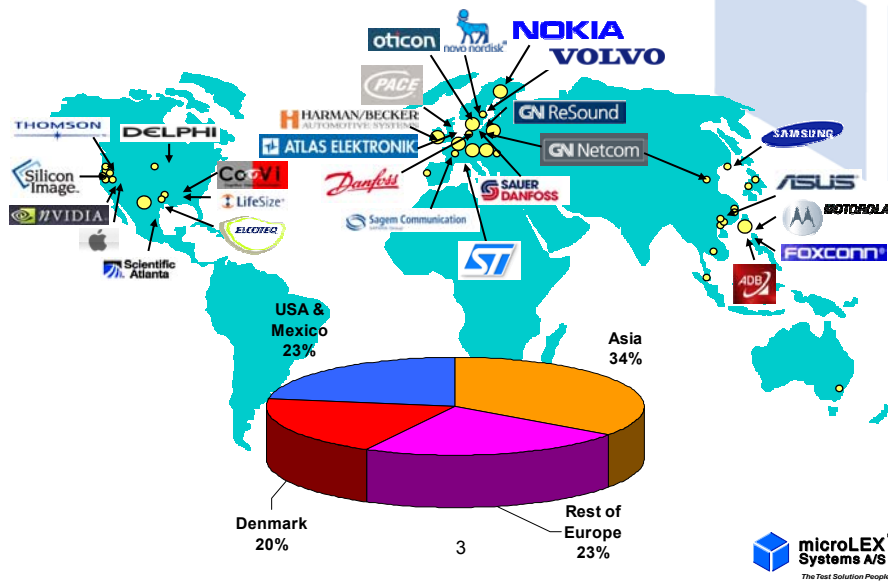 oticon
novo nordisk
NOKIA
VOLVO
PACE
HARMAN/BECKER
AUTOMOTIVE SYSTEMS
GN ReSound
THOMSON
DELPHI
ATLAS ELEKTRONIK
GN Netcom
SAMSUNG
Silicon
Image
CoVi
Danfoss
SAUER
DANFOSS
ASUS
LifeSize
NVIDIA
Sagem Communication
MOTOROLA
ELCOTEQ
ST
FOXCONN
Scientific
Atlanta
ADB
USA &
Mexico
23%
Asia
34%
Denmark
20%
Rest of
Europe
23%
3
microLEX
Systems A/S
The Test Solution People